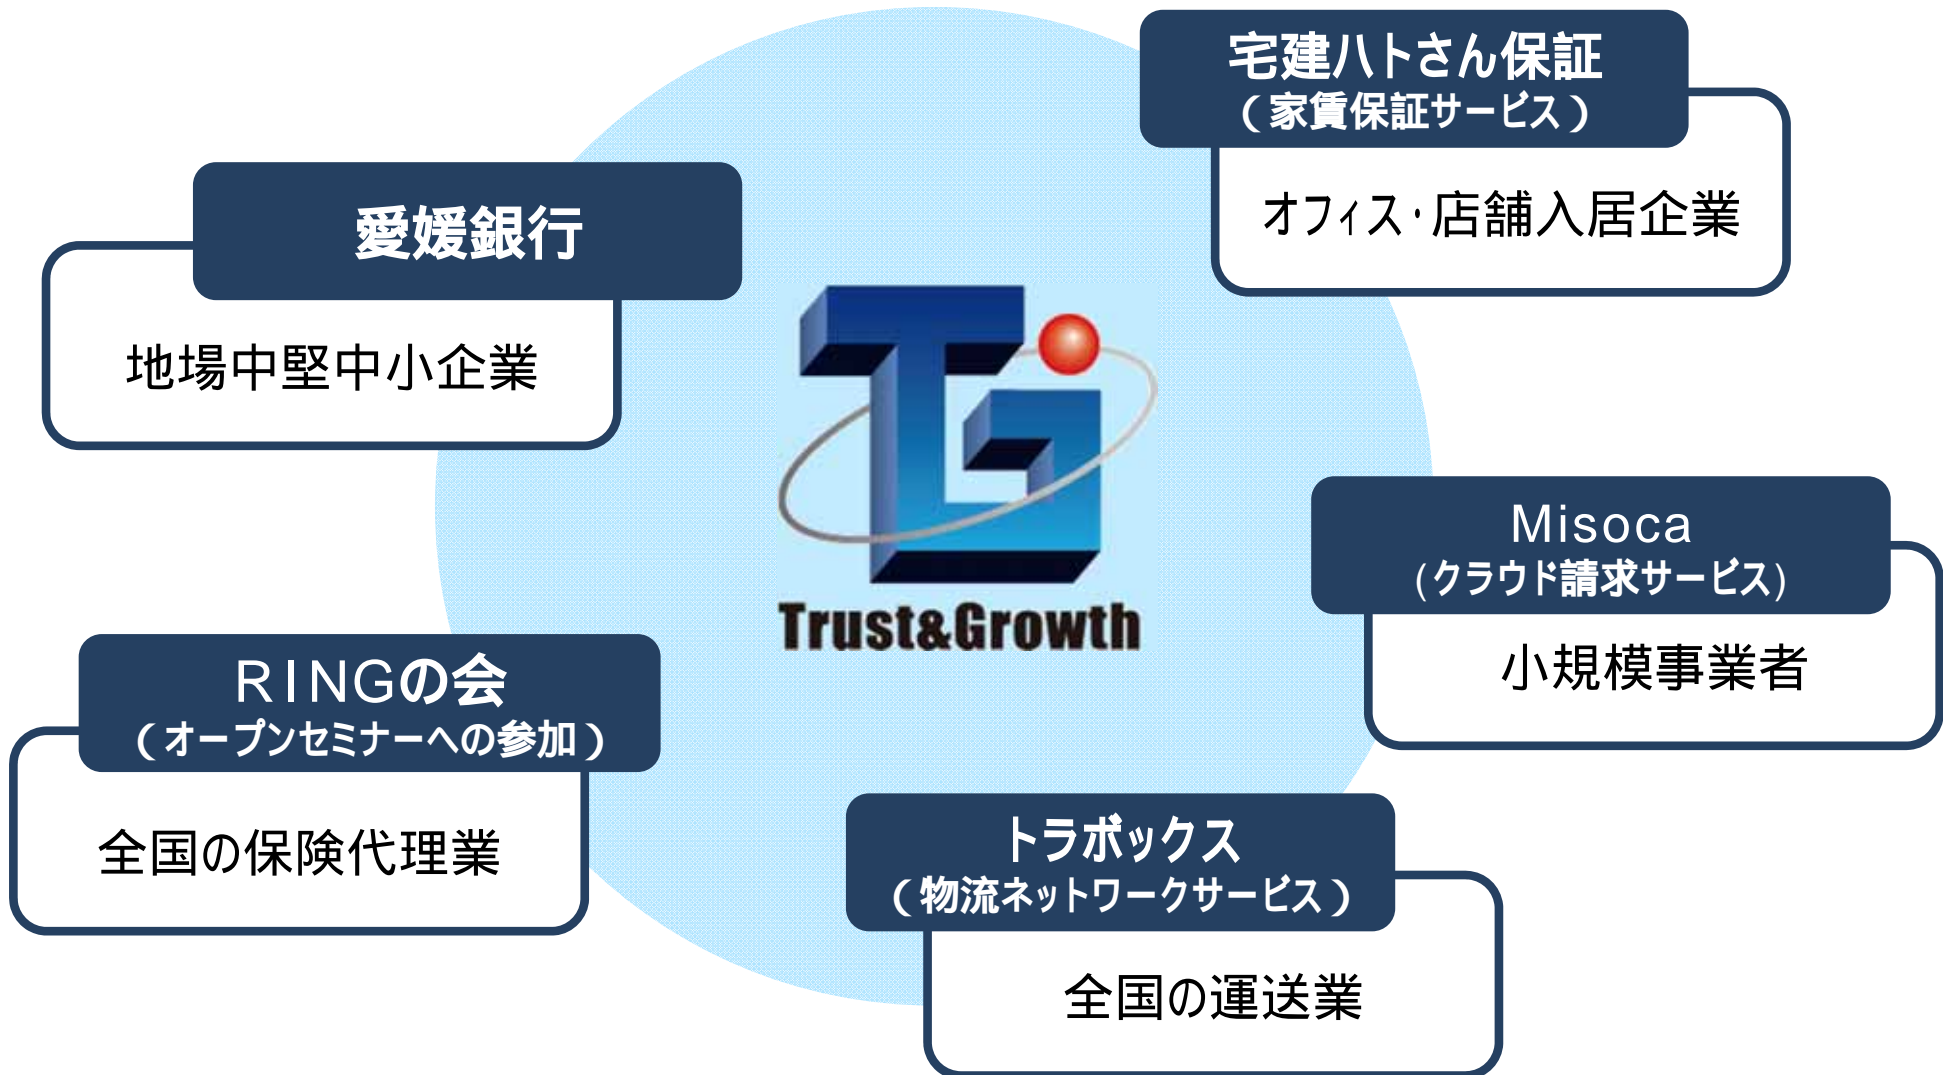 宅建ハトさん保証
（家賃保証サービス）
オフィス・店舗入居企業
愛媛銀行
地場中堅中小企業
TG
Trust&Growth
Misoca
(クラウド請求サービス)
小規模事業者
RINGの会
（オープンセミナーへの参加）
全国の保険代理業
トラボックス
（物流ネットワークサービス）
全国の運送業